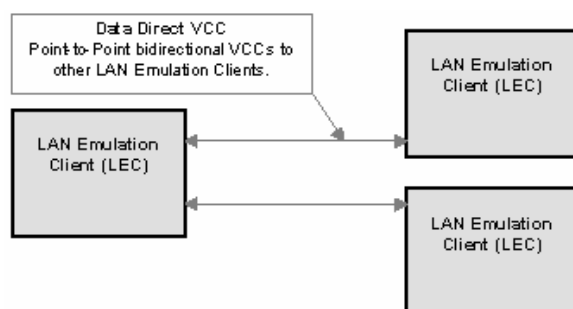 Data Direct VCC
Point-to-Point bidirectional VCCs to
other LAN Emulation Clients.
LAN Emulation
Client (LEC)
LAN Emulation
Client (LEC)
LAN Emulation
Client (LEC)